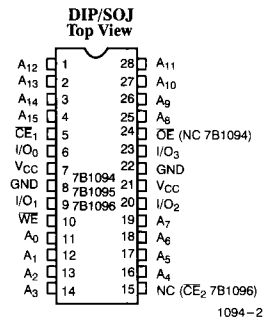 DIP/SOJ
Top View
A12 1 28 A11
A13 2 27 A10
A14 3 26 A9
A15 4 25 A8
CE1 5 24 OE (NC 7B1094)
I/O0 6 23 I/O3
VCC 7 7B1094 22 GND
GND 8 7B1095 21 VCC
I/O1 9 7B1096 20 I/O2
WE 10 19 A7
A0 11 18 A6
A1 12 17 A5
A2 13 16 A4
A3 14 15 NC (CE2 7B1096)
1094–2